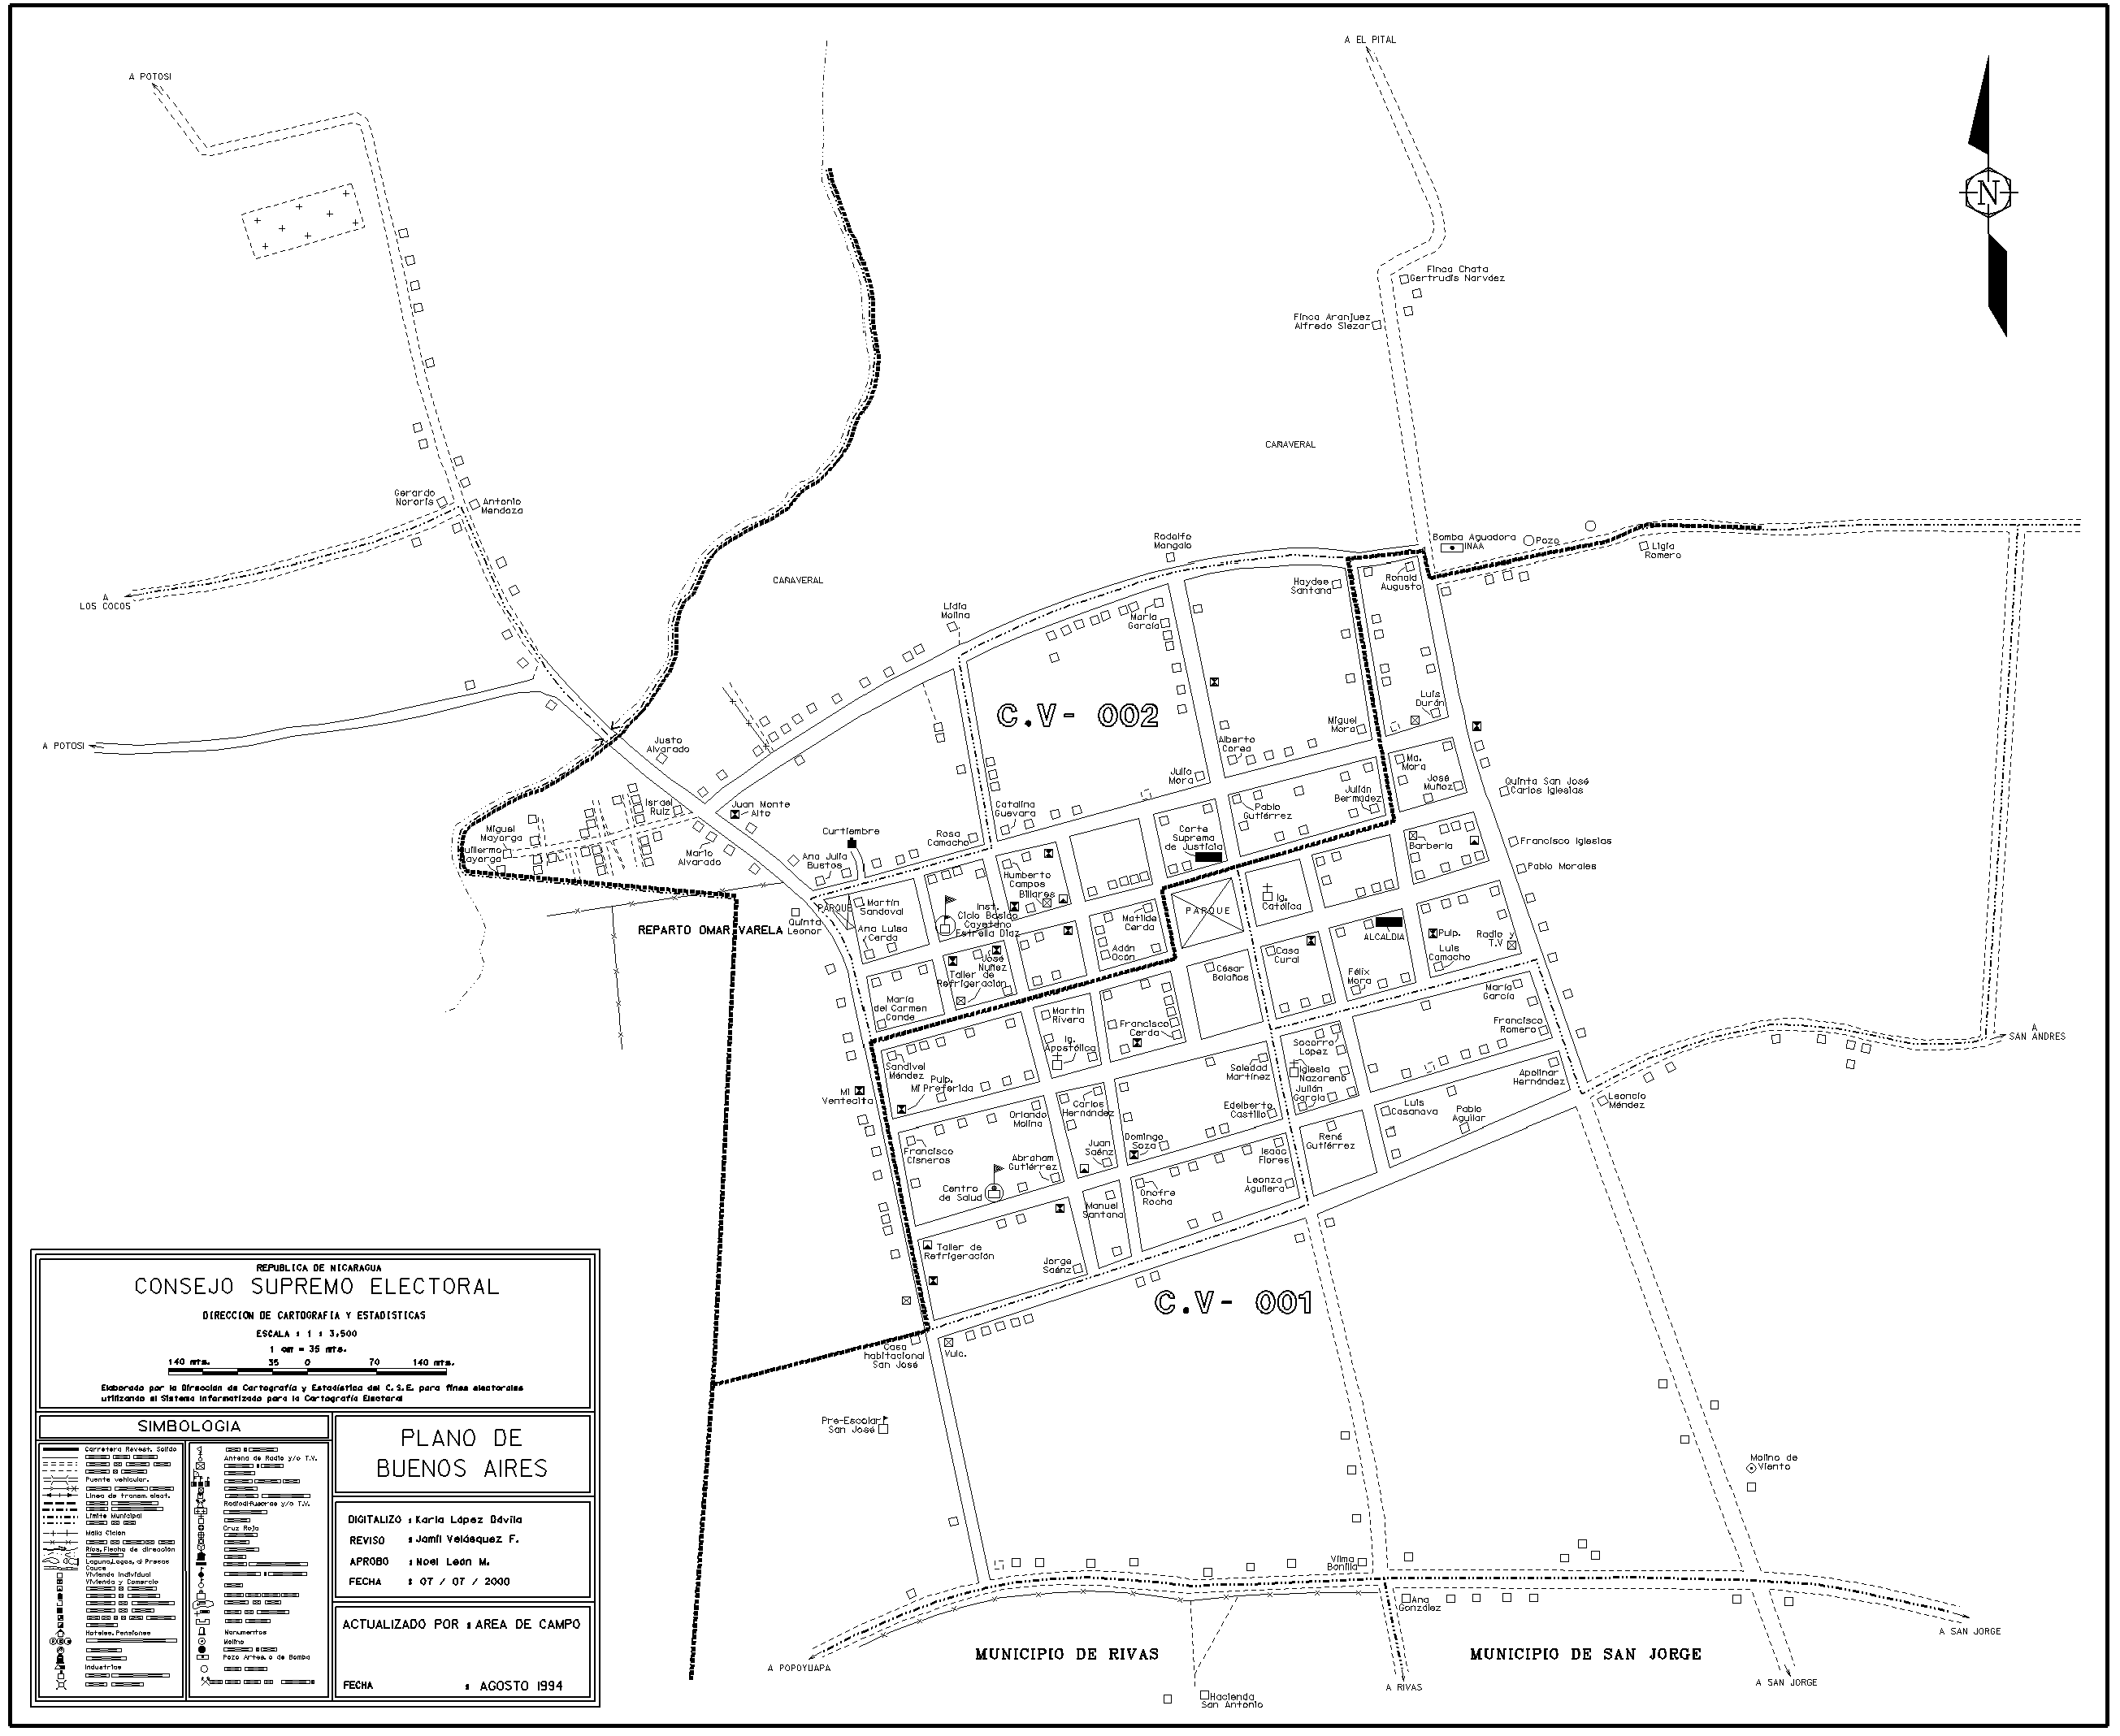 A EL PITAL
A POTOSI
N
Finca Chata
Gertrudis Narváez
Finca Aranjuez
Alfredo Slezar
CAÑAVERAL
Gerardo
Nororis
Antonio
Mendoza
Rodolfo
Mangalo
Bomba Aguadora
INAA
Pozo
Ligia
Romero
CAÑAVERAL
Haydee
Santana
Ronald
Augusto
A
LOS COCOS
Lidia
Molina
María
García
C.V- 002
Luis
Durán
Miguel
Mora
A POTOSI
Justo
Alvarado
Alberto
Corea
Ma.
Mora
Julio
Mora
José
Muñoz
Quinta San José
Carlos Iglesias
Israel
Ruiz
Juan Monte
Alto
Catalina
Guevara
Pablo
Gutiérrez
Julián
Bermúdez
Miguel
Mayorga
Mario
Alvarado
Curtiembre
Rosa
Camacho
Corte
Suprema
de Justicia
Barbería
Francisco Iglesias
Guillermo
Mayorga
Ana Julia
Bustos
Humberto
Campos
Billares
Pablo Morales
PARQUE
Martín
Sandoval
Inst.
Ciclo Basico
Cayetano
Estrella Díaz
Matilde
Cerda
PARQUE
Ig.
Católica
REPARTO OMAR VARELA
Quinta
Leonor
Ana Luisa
Cerda
ALCALDIA
Pulp.
Radio y
T.V
Adán
Ocón
Casa
Cural
Luis
Camacho
José
Nuñez
Taller de
Refrigeración
César
Bolaños
Félix
Mora
María
del Carmen
Conde
Martín
Rivera
María
García
Francisco
Cerda
Francisco
Romero
A
SAN ANDRES
Ig.
Apostólica
Socorro
López
Sandivel
Méndez
Soledad
Martínez
Iglesia
Nazareno
Apolinar
Hernández
Pulp.
Mi Preferida
Julián
García
Mi
Ventecita
Orlando
Molina
Carlos
Hernández
Edelberto
Castillo
Luis
Casanova
Pablo
Aguilar
Leoncio
Méndez
Francisco
Cisneros
Juan
Saénz
Domingo
Soza
René
Gutiérrez
Abraham
Gutiérrez
Isaac
Flores
Centro
de Salud
Onofre
Rocha
Leonza
Aguilera
Manuel
Santana
Taller de
Refrigeración
Jorge
Saénz
C.V- 001
Casa
habitacional
San José
Vulc.
Pre-Escolar
San José
Molino de
Viento
Vilma
Bonilla
Ana
González
A POPOYUAPA
MUNICIPIO DE RIVAS
MUNICIPIO DE SAN JORGE
A SAN JORGE
A RIVAS
A SAN JORGE
Hacienda
San Antonio
REPUBLICA DE NICARAGUA
CONSEJO SUPREMO ELECTORAL
DIRECCION DE CARTOGRAFIA Y ESTADISTICAS
ESCALA : 1 : 3,500
1 cm = 35 mts.
140 mts. 35 0 70 140 mts.
Elaborado por la Dirección de Cartografía y Estadística del C.S.E. para fines electorales
utilizando el Sistema Informatizado para la Cartografía Electoral
SIMBOLOGIA
Carretera Revest. Solido
Puente vehicular.
Linea de transm. elect.
Limite Municipal
Malla Ciclon
Rios, Flecha de dirección
Laguna, Lagos, o Presas
Cauce
Vivienda Individual
Vivienda y Comercio
Hoteles, Pensiones
Industrias
Antena de Radio y/o T.V.
Radiodifusoras y/o T.V.
Cruz Roja
Monumentos
Molino
Pozo Artes. o de Bomba
PLANO DE
BUENOS AIRES
DIGITALIZO : Karla López Dávila
REVISO : Jamil Velásquez F.
APROBO : Noel León M.
FECHA : 07 / 07 / 2000
ACTUALIZADO POR : AREA DE CAMPO
FECHA : AGOSTO 1994